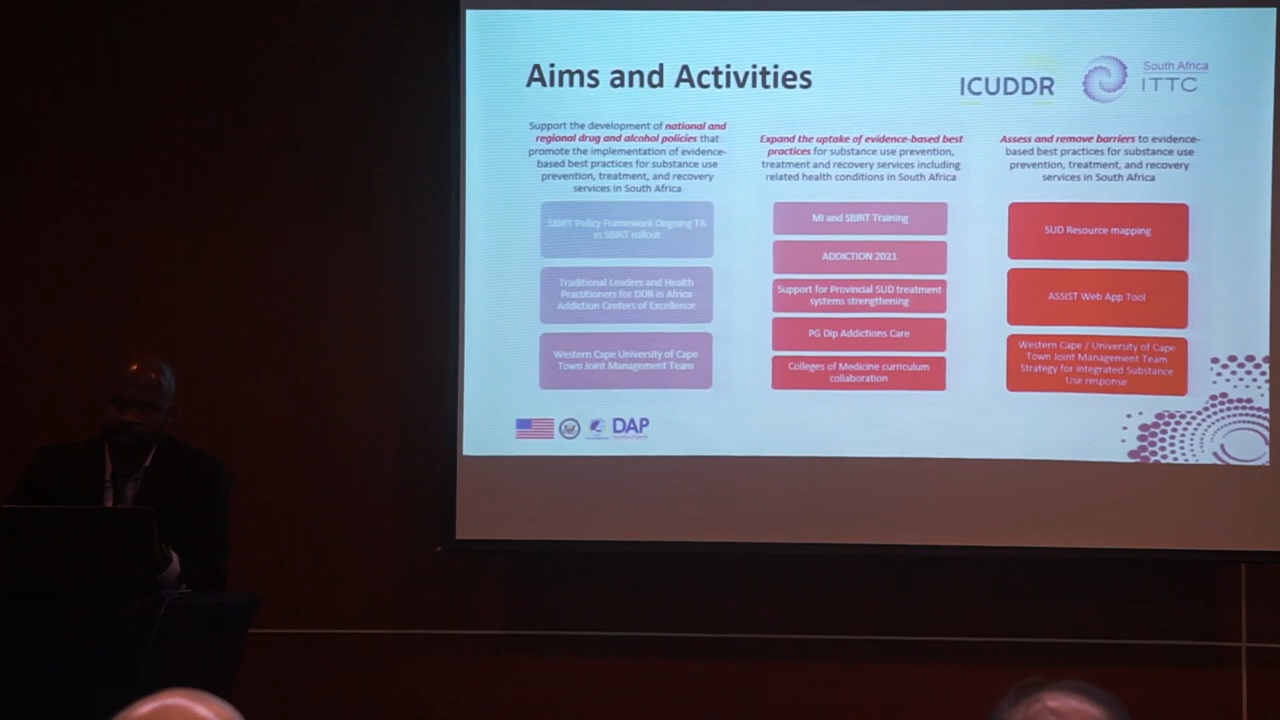 Aims and Activities
ICUDDR
South Africa
ITTC
Support the development of national and
regional drug and alcohol policies that
promote the implementation of evidence-
based best practices for substance use
prevention, treatment, and recovery
services in South Africa
SBIRT Policy Framework Ongoing TA
in SBIRT rollout
Traditional Leaders and Health
Practitioners for DDR in Africa
Addiction Centers of Excellence
Western Cape University of Cape
Town Joint Management Team
Expand the uptake of evidence-based best
practices for substance use prevention,
treatment and recovery services including
related health conditions in South Africa
MI and SBIRT Training
ADDICTION 2021
Support for Provincial SUD treatment
systems strengthening
PG Dip Addictions Care
Colleges of Medicine curriculum
collaboration
Assess and remove barriers to evidence-
based best practices for substance use
prevention, treatment, and recovery
services in South Africa
SUD Resource mapping
ASSIST Web App Tool
Western Cape / University of Cape
Town Joint Management Team
Strategy for integrated Substance
Use response
DAP